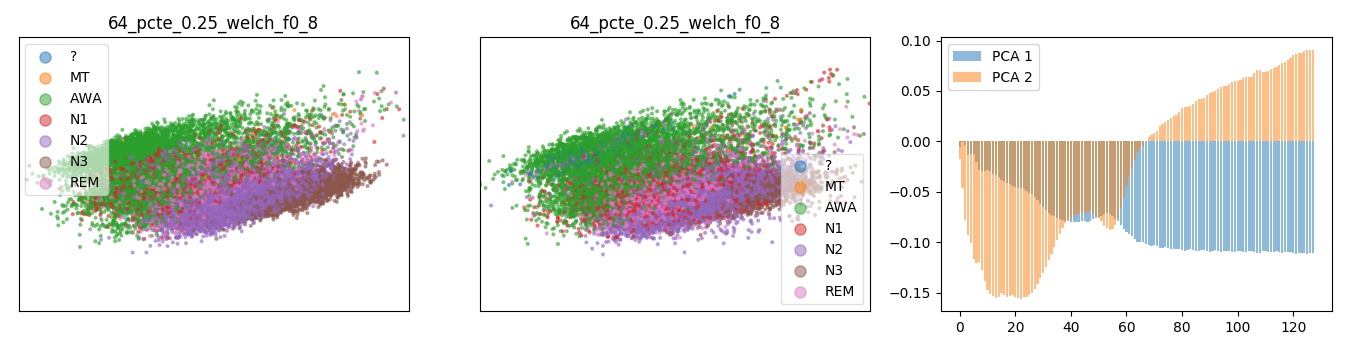 64_pcte_0.25_welch_f0_8
?
MT
AWA
N1
N2
N3
REM
64_pcte_0.25_welch_f0_8
?
MT
AWA
N1
N2
N3
REM
PCA 1
PCA 2
0.10
0.05
0.00
−0.05
−0.10
−0.15
0 20 40 60 80 100 120